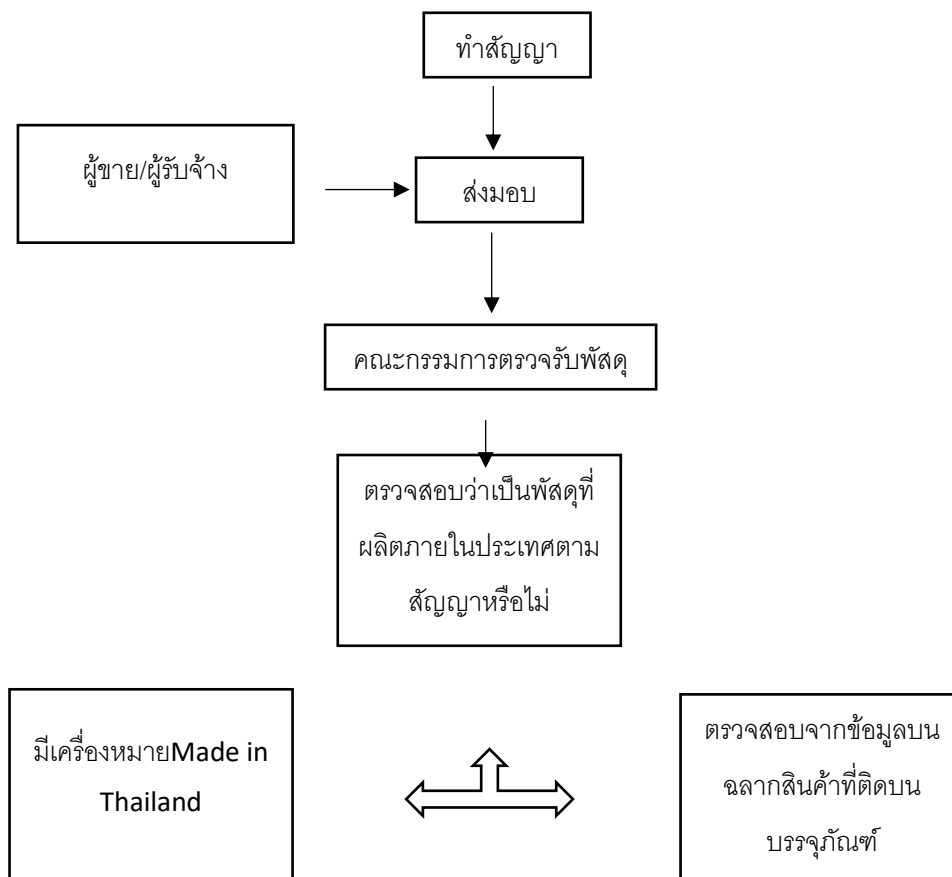 ทำสัญญา
ผู้ขาย/ผู้รับจ้าง
ส่งมอบ
คณะกรรมการตรวจรับพัสดุ
ตรวจสอบว่าเป็นพัสดุที่
ผลิตภายในประเทศตาม
สัญญาหรือไม่
มีเครื่องหมายMade in
Thailand
ตรวจสอบจากข้อมูลบน
ฉลากสินค้าที่ติดบน
บรรจุภัณฑ์